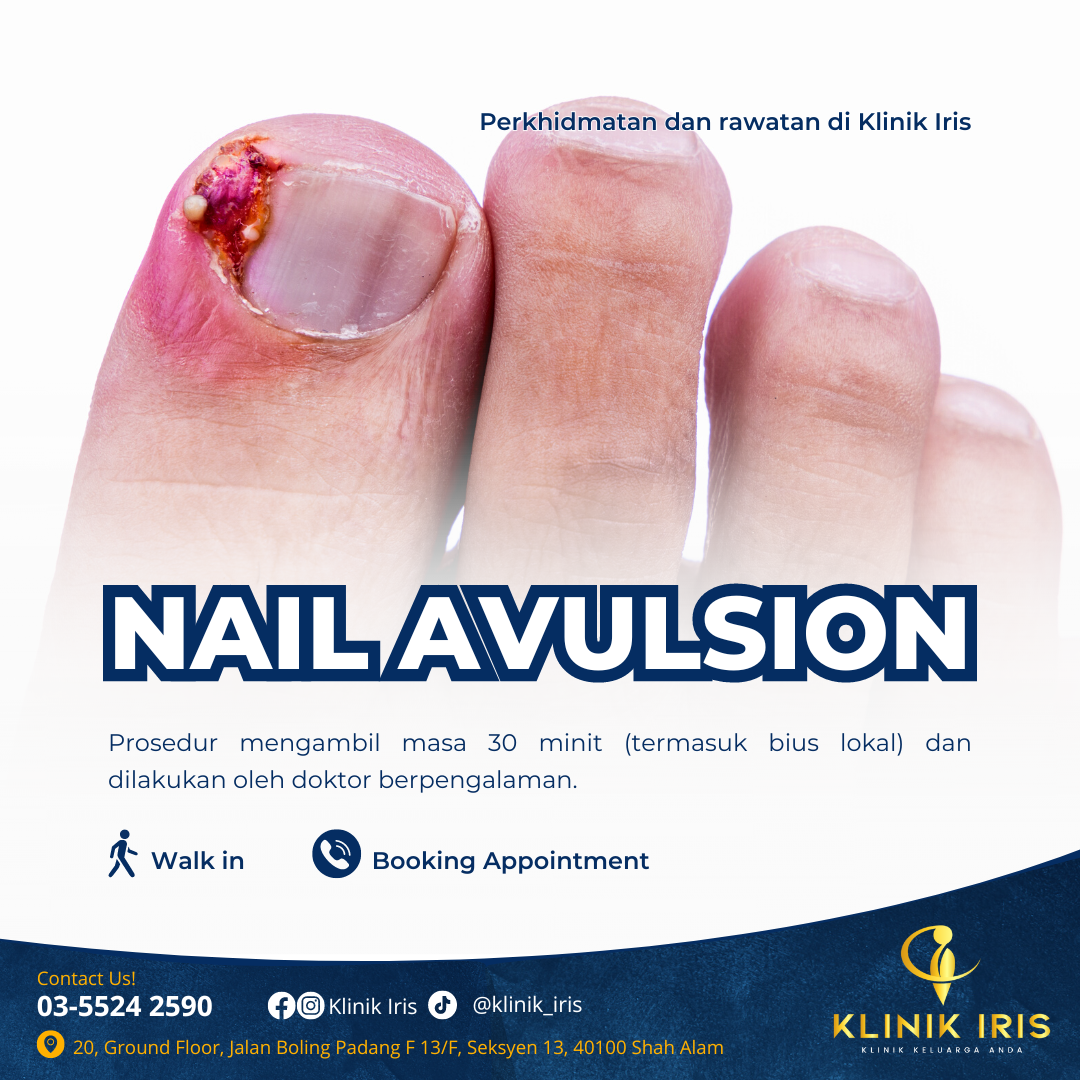 Perkhidmatan dan rawatan di Klinik Iris
NAIL AVULSION
Prosedur mengambil masa 30 minit (termasuk bius lokal) dan
dilakukan oleh doktor berpengalaman.
Walk in
Booking Appointment
Contact Us!
03-5524 2590
Klinik Iris
@klinik_iris
20, Ground Floor, Jalan Boling Padang F 13/F, Seksyen 13, 40100 Shah Alam
KLINIK IRIS
KLINIK KELUARGA ANDA